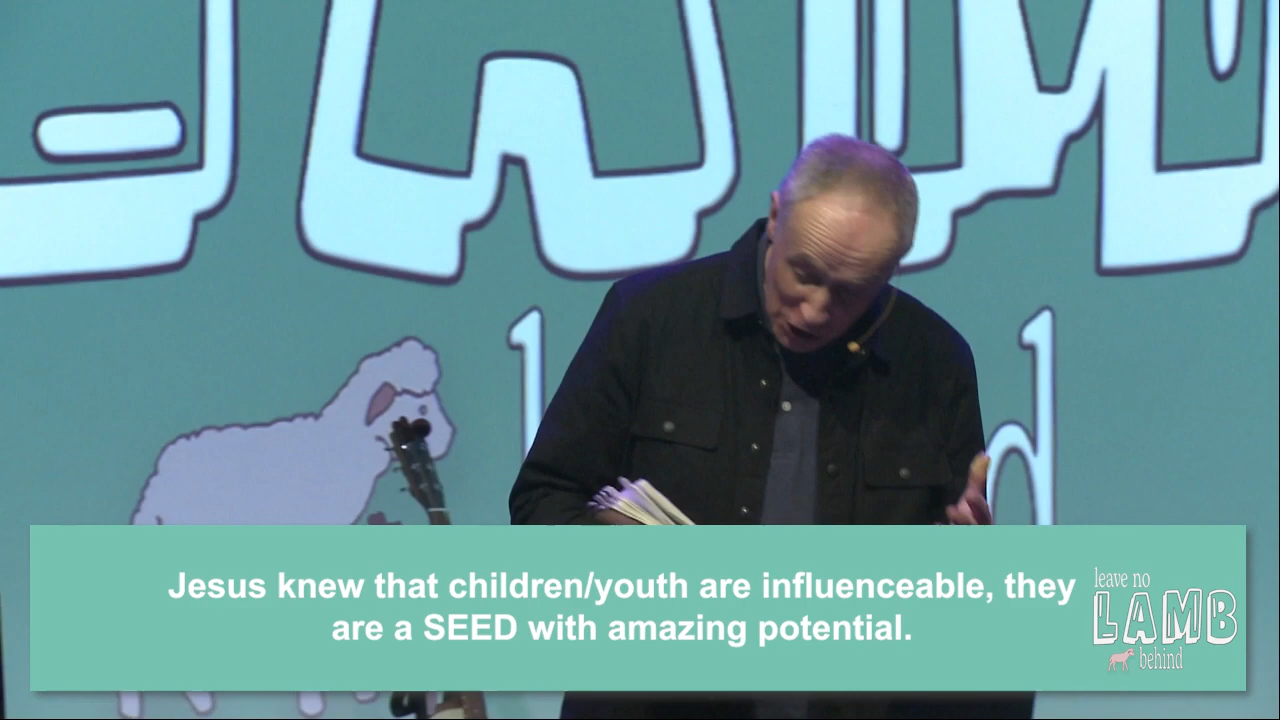 Jesus knew that children/youth are influenceable, they
are a SEED with amazing potential.
leave no
LAMB
behind